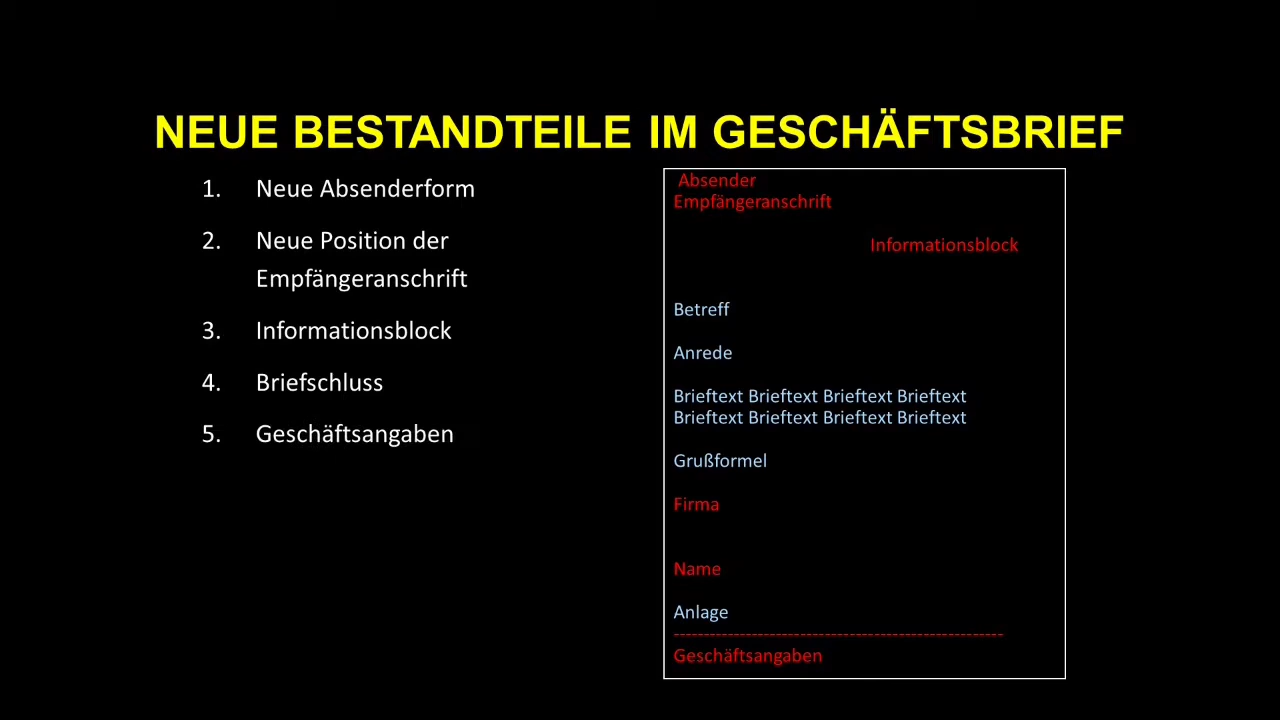 NEUE BESTANDTEILE IM GESCHÄFTSBRIEF
1. Neue Absenderform
2. Neue Position der
Empfängeranschrift
3. Informationsblock
4. Briefschluss
5. Geschäftsangaben
Absender
Empfängeranschrift
Informationsblock
Betreff
Anrede
Brieftext Brieftext Brieftext Brieftext
Brieftext Brieftext Brieftext Brieftext
Grußformel
Firma
Name
Anlage
-------------------------------------------------------
Geschäftsangaben